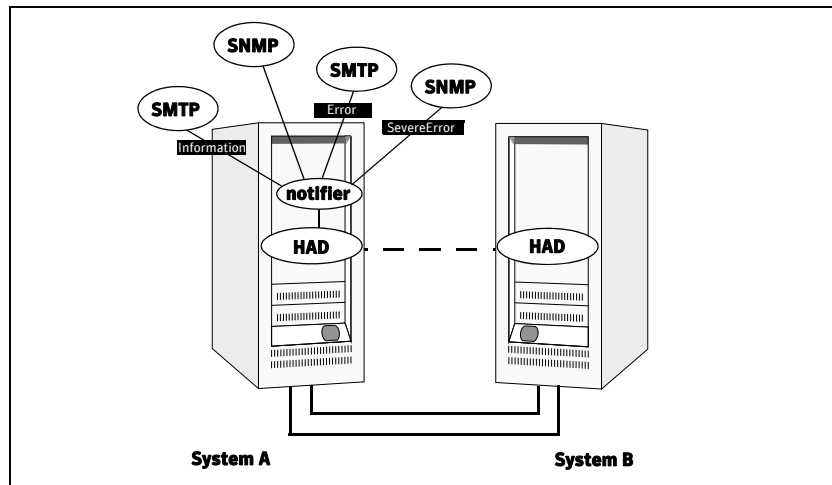 SNMP
SMTP
SNMP
SMTP
Error
SevereError
Information
notifier
HAD
HAD
System A
System B